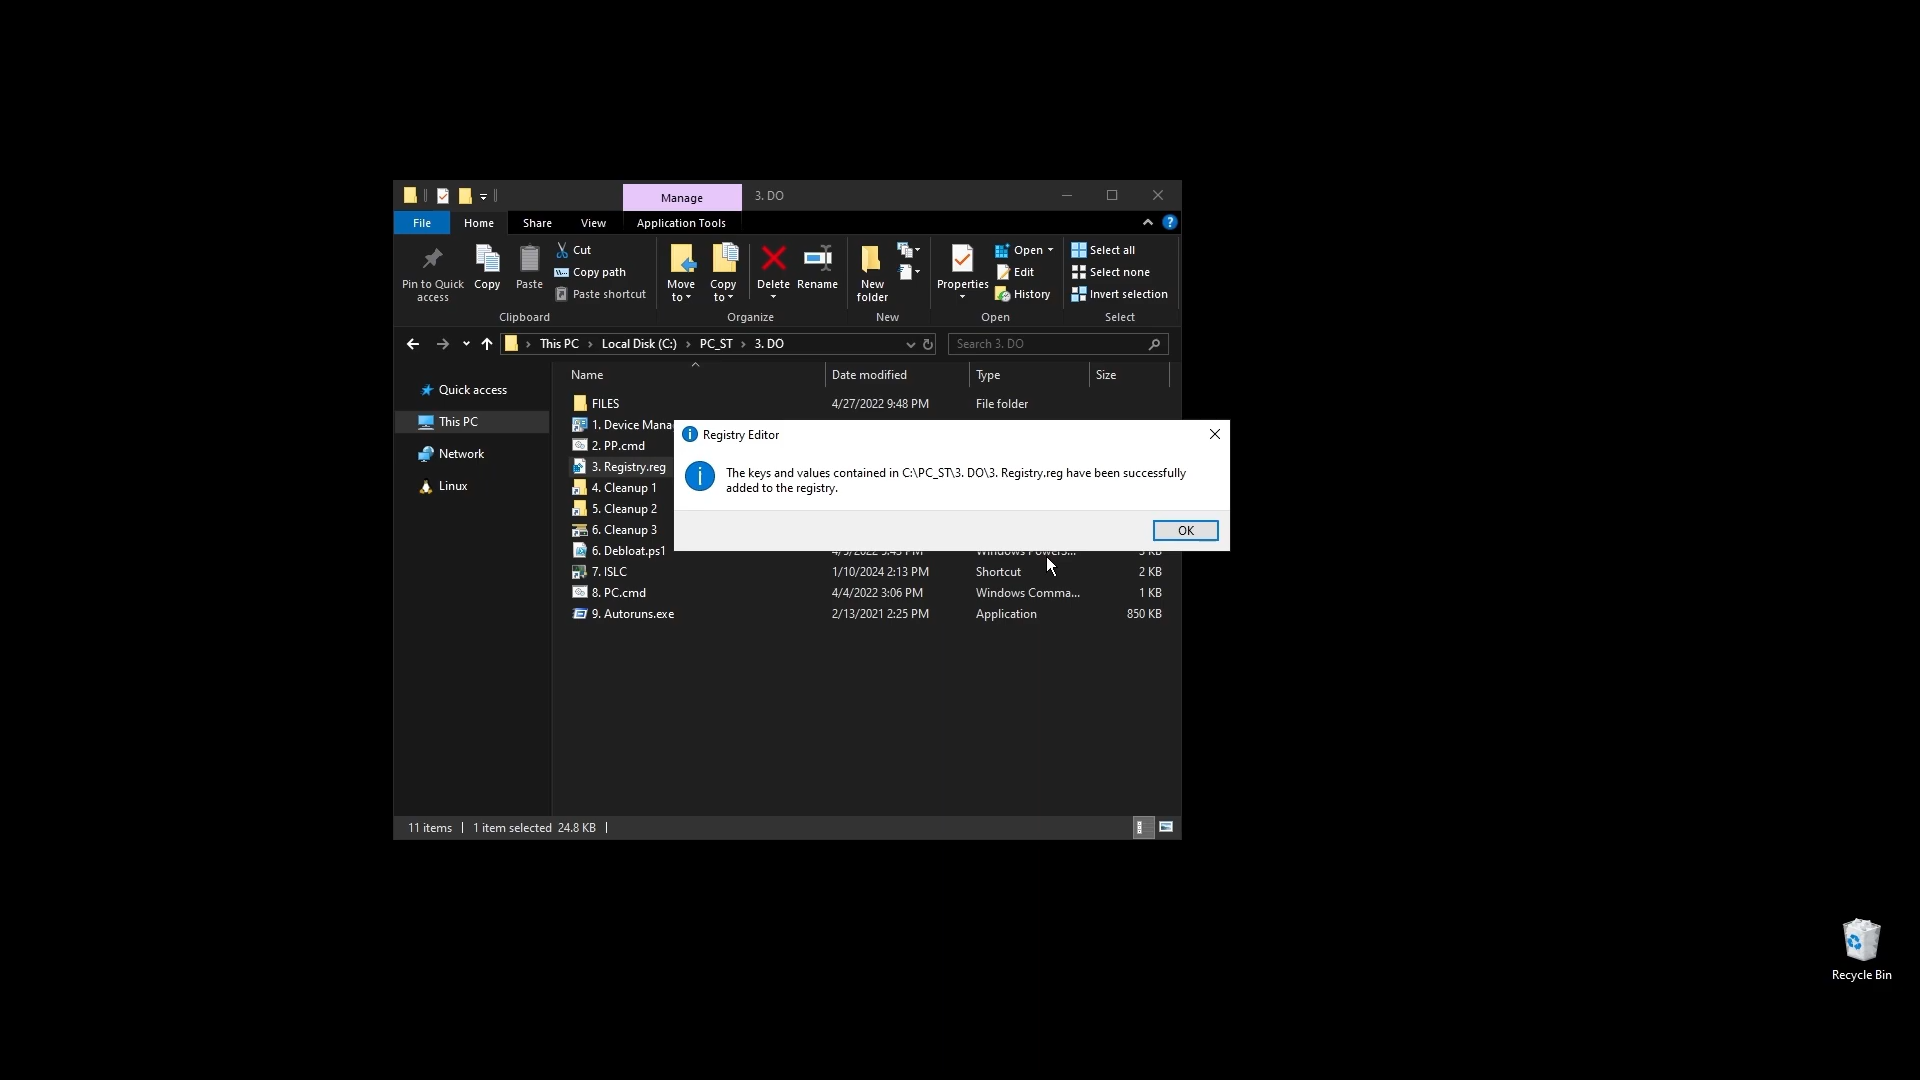 Manage
3. DO
File
Home
Share
View
Application Tools
?
Pin to Quick
access
Copy
Paste
Cut
Copy path
Paste shortcut
Clipboard
Move
to
Copy
to
Delete
Rename
Organize
New
folder
New
Properties
Open
Edit
History
Open
Select all
Select none
Invert selection
Select
This PC
Local Disk (C:)
PC_ST
3. DO
Search 3. DO
Quick access
This PC
Network
Linux
Name
Date modified
Type
Size
FILES
4/27/2022 9:48 PM
File folder
1. Device Mana
2. PP.cmd
3. Registry.reg
4. Cleanup 1
5. Cleanup 2
6. Cleanup 3
6. Debloat.ps1
3 KB
7. ISLC
1/10/2024 2:13 PM
Shortcut
2 KB
8. PC.cmd
4/4/2022 3:06 PM
Windows Comma...
1 KB
9. Autoruns.exe
2/13/2021 2:25 PM
Application
850 KB
Registry Editor
The keys and values contained in C:\PC_ST\3. DO\3. Registry.reg have been successfully
added to the registry.
OK
11 items
1 item selected 24.8 KB
Recycle Bin